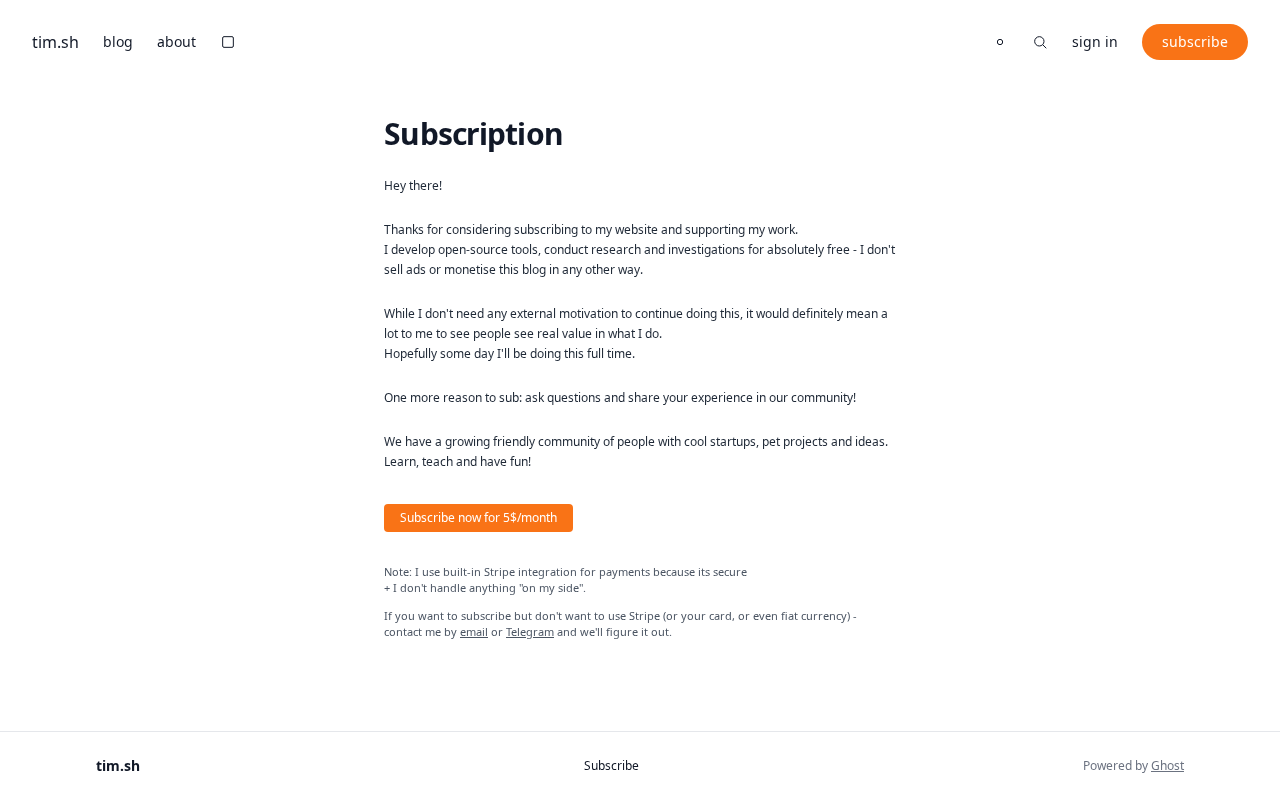 tim.sh blog about sign in subscribe
Subscription
Hey there!
Thanks for considering subscribing to my website and supporting my work.
I develop open-source tools, conduct research and investigations for absolutely free - I don't
sell ads or monetise this blog in any other way.
While I don't need any external motivation to continue doing this, it would definitely mean a
lot to me to see people see real value in what I do.
Hopefully some day I'll be doing this full time.
One more reason to sub: ask questions and share your experience in our community!
We have a growing friendly community of people with cool startups, pet projects and ideas.
Learn, teach and have fun!
Subscribe now for 5$/month
Note: I use built-in Stripe integration for payments because its secure
+ I don't handle anything "on my side".
If you want to subscribe but don't want to use Stripe (or your card, or even fiat currency) -
contact me by email or Telegram and we'll figure it out.
tim.sh Subscribe Powered by Ghost